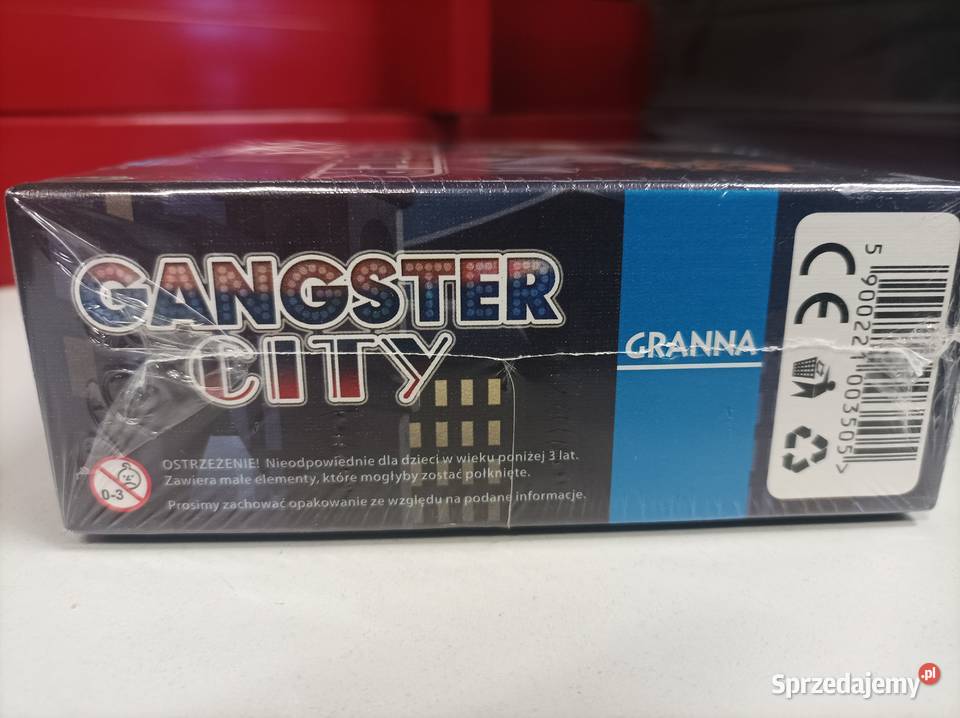 GANGSTER
CITY
GRANNA
CE
5 900221 003505>
0-3
OSTRZEŻENIE! Nieodpowiednie dla dzieci w wieku poniżej 3 lat.
Zawiera małe elementy, które mogłyby zostać połknięte.
Prosimy zachować opakowanie ze względu na podane informacje.
Sprzedajemy.pl